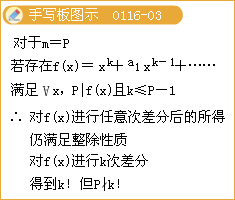 手写板图示 0116-03
对于m=P
若存在f(x)= x^k+ a_1 x^{k-1}+……
满足∀x，P|f(x)且k≤P-1
∴ 对f(x)进行任意次差分后的所得
仍满足整除性质
对f(x)进行k次差分
得到k! 但P∤k!